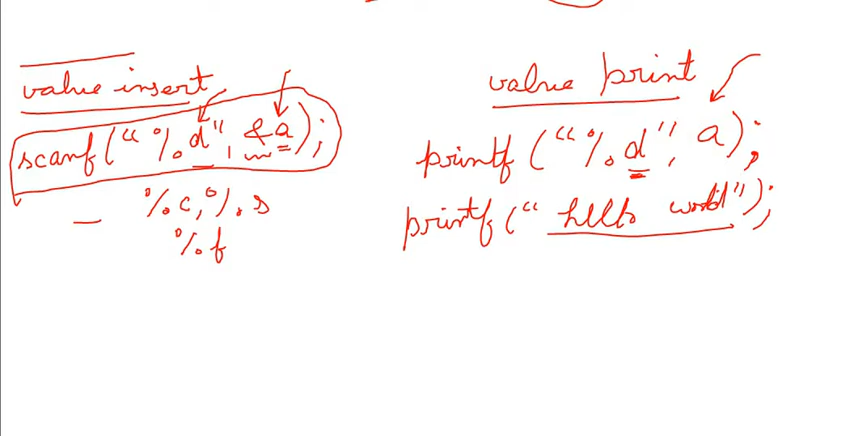 value insert
scanf("%d", &a);
%c, %s
%f
value print
printf("%d", a);
printf("hello world");